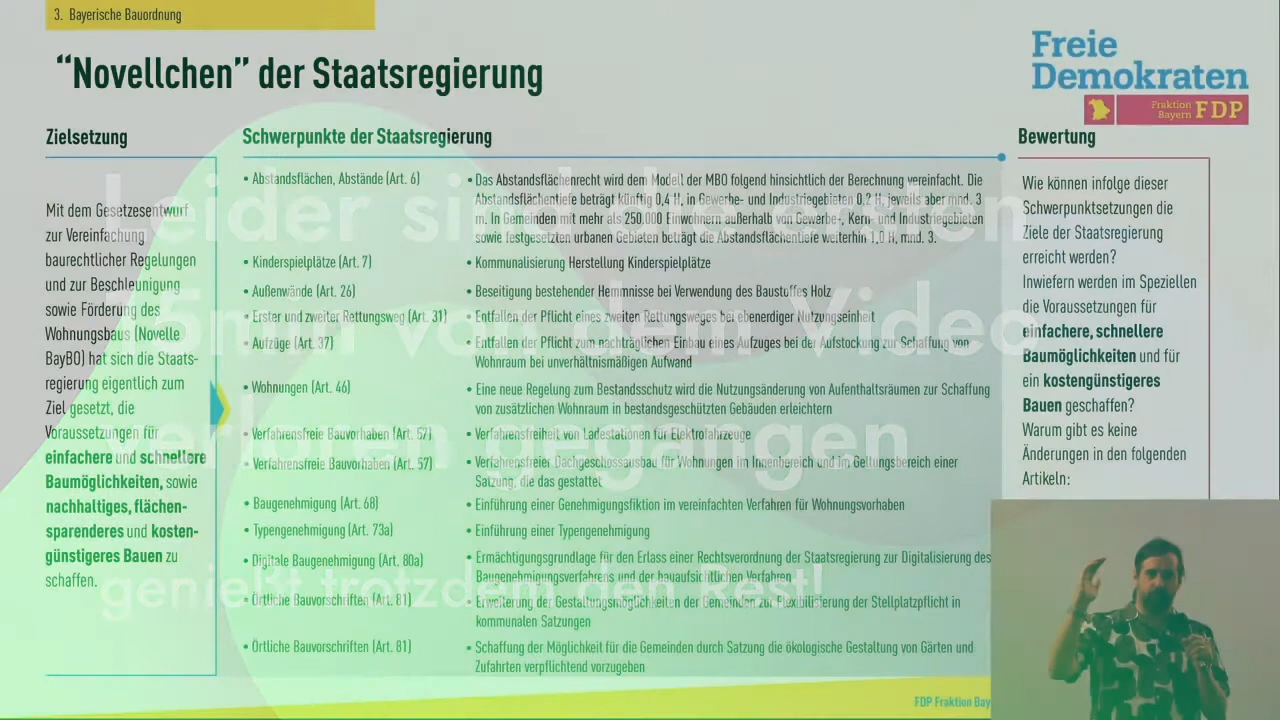 3. Bayerische Bauordnung
“Novellchen” der Staatsregierung
Freie
Demokraten
Fraktion
Bayern FDP
Zielsetzung
Mit dem Gesetzesentwurf
zur Vereinfachung
baurechtlicher Regelungen
und zur Beschleunigung
sowie Förderung des
Wohnungsbaus (Novelle
BayBO) hat sich die Staats-
regierung eigentlich zum
Ziel gesetzt, die
Voraussetzungen für
einfachere und schnellere
Baumöglichkeiten, sowie
nachhaltiges, flächen-
sparenderes und kosten-
günstigeres Bauen zu
schaffen.
Schwerpunkte der Staatsregierung
• Abstandsflächen, Abstände (Art. 6)
• Das Abstandsflächenrecht wird dem Modell der MBO folgend hinsichtlich der Berechnung vereinfacht. Die
Abstandsflächentiefe beträgt künftig 0,4 H, in Gewerbe- und Industriegebieten 0,2 H, jeweils aber mind. 3
m. In Gemeinden mit mehr als 250.000 Einwohnern außerhalb von Gewerbe-, Kern- und Industriegebieten
sowie festgesetzten urbanen Gebieten beträgt die Abstandsflächentiefe weiterhin 1,0 H, mind. 3.
• Kinderspielplätze (Art. 7)
• Kommunalisierung Herstellung Kinderspielplätze
• Außenwände (Art. 26)
• Beseitigung bestehender Hemmnisse bei Verwendung des Baustoffes Holz
• Erster und zweiter Rettungsweg (Art. 31)
• Entfallen der Pflicht eines zweiten Rettungsweges bei ebenerdiger Nutzungseinheit
• Aufzüge (Art. 37)
• Entfallen der Pflicht zum nachträglichen Einbau eines Aufzuges bei der Aufstockung zur Schaffung von
Wohnraum bei unverhältnismäßigen Aufwand
• Wohnungen (Art. 46)
• Eine neue Regelung zum Bestandsschutz wird die Nutzungsänderung von Aufenthaltsräumen zur Schaffung
von zusätzlichen Wohnraum in bestandsgeschützten Gebäuden erleichtern
• Verfahrensfreie Bauvorhaben (Art. 57)
• Verfahrensfreiheit von Ladestationen für Elektrofahrzeuge
• Verfahrensfreie Bauvorhaben (Art. 57)
• Verfahrensfreier Dachgeschossausbau für Wohnungen im Innenbereich und im Geltungsbereich einer
Satzung, die das gestattet
• Baugenehmigung (Art. 68)
• Einführung einer Genehmigungsfiktion im vereinfachten Verfahren für Wohnungsvorhaben
• Typengenehmigung (Art. 73a)
• Einführung einer Typengenehmigung
• Digitale Baugenehmigung (Art. 80a)
• Ermächtigungsgrundlage für den Erlass einer Rechtsverordnung der Staatsregierung zur Digitalisierung des
Baugenehmigungsverfahrens und der bauaufsichtlichen Verfahren
• Örtliche Bauvorschriften (Art. 81)
• Erweiterung der Gestaltungsmöglichkeiten der Gemeinden zur Flexibilisierung der Stellplatzpflicht in
kommunalen Satzungen
• Örtliche Bauvorschriften (Art. 81)
• Schaffung der Möglichkeit für die Gemeinden durch Satzung die ökologische Gestaltung von Gärten und
Zufahrten verpflichtend vorzugeben
Bewertung
Wie können infolge dieser
Schwerpunktsetzungen die
Ziele der Staatsregierung
erreicht werden?
Inwiefern werden im Speziellen
die Voraussetzungen für
einfachere, schnellere
Baumöglichkeiten und für
ein kostengünstigeres
Bauen geschaffen?
Warum gibt es keine
Änderungen in den folgenden
Artikeln:
FDP Fraktion Bay
Leider sind die ersten
15min von dem Video
verloren gegangen
genießt trotzdem den Rest!